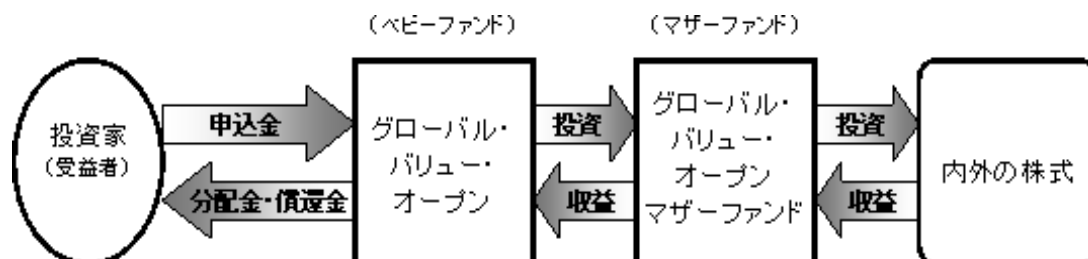 (ベビーファンド)
(マザーファンド)
投資家
(受益者)
申込金
分配金・償還金
グローバル・
バリュー・
オープン
投資
収益
グローバル・
バリュー・
オープン
マザーファンド
投資
収益
内外の株式